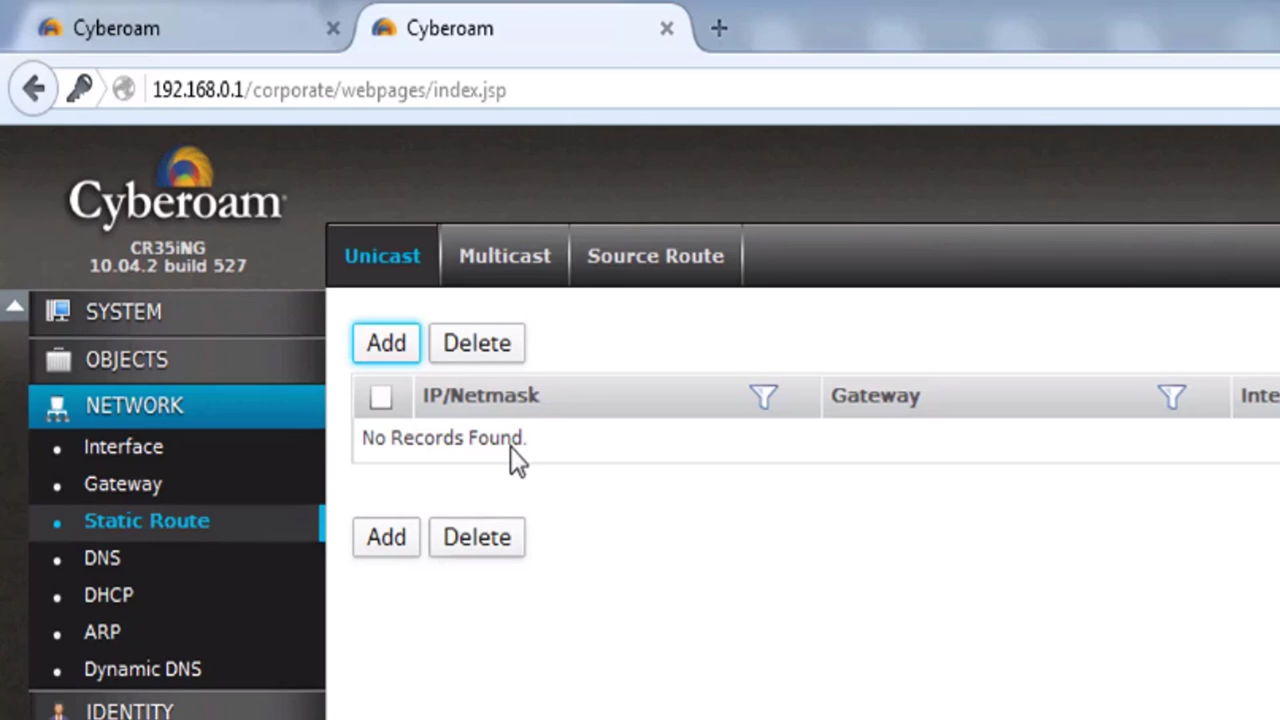 Cyberoam
Cyberoam
192.168.0.1/corporate/webpages/index.jsp
Cyberoam
CR35iNG
10.04.2 build 527
Unicast
Multicast
Source Route
SYSTEM
OBJECTS
NETWORK
Interface
Gateway
Static Route
DNS
DHCP
ARP
Dynamic DNS
IDENTITY
Add
Delete
IP/Netmask
Gateway
Inte
No Records Found.
Add
Delete